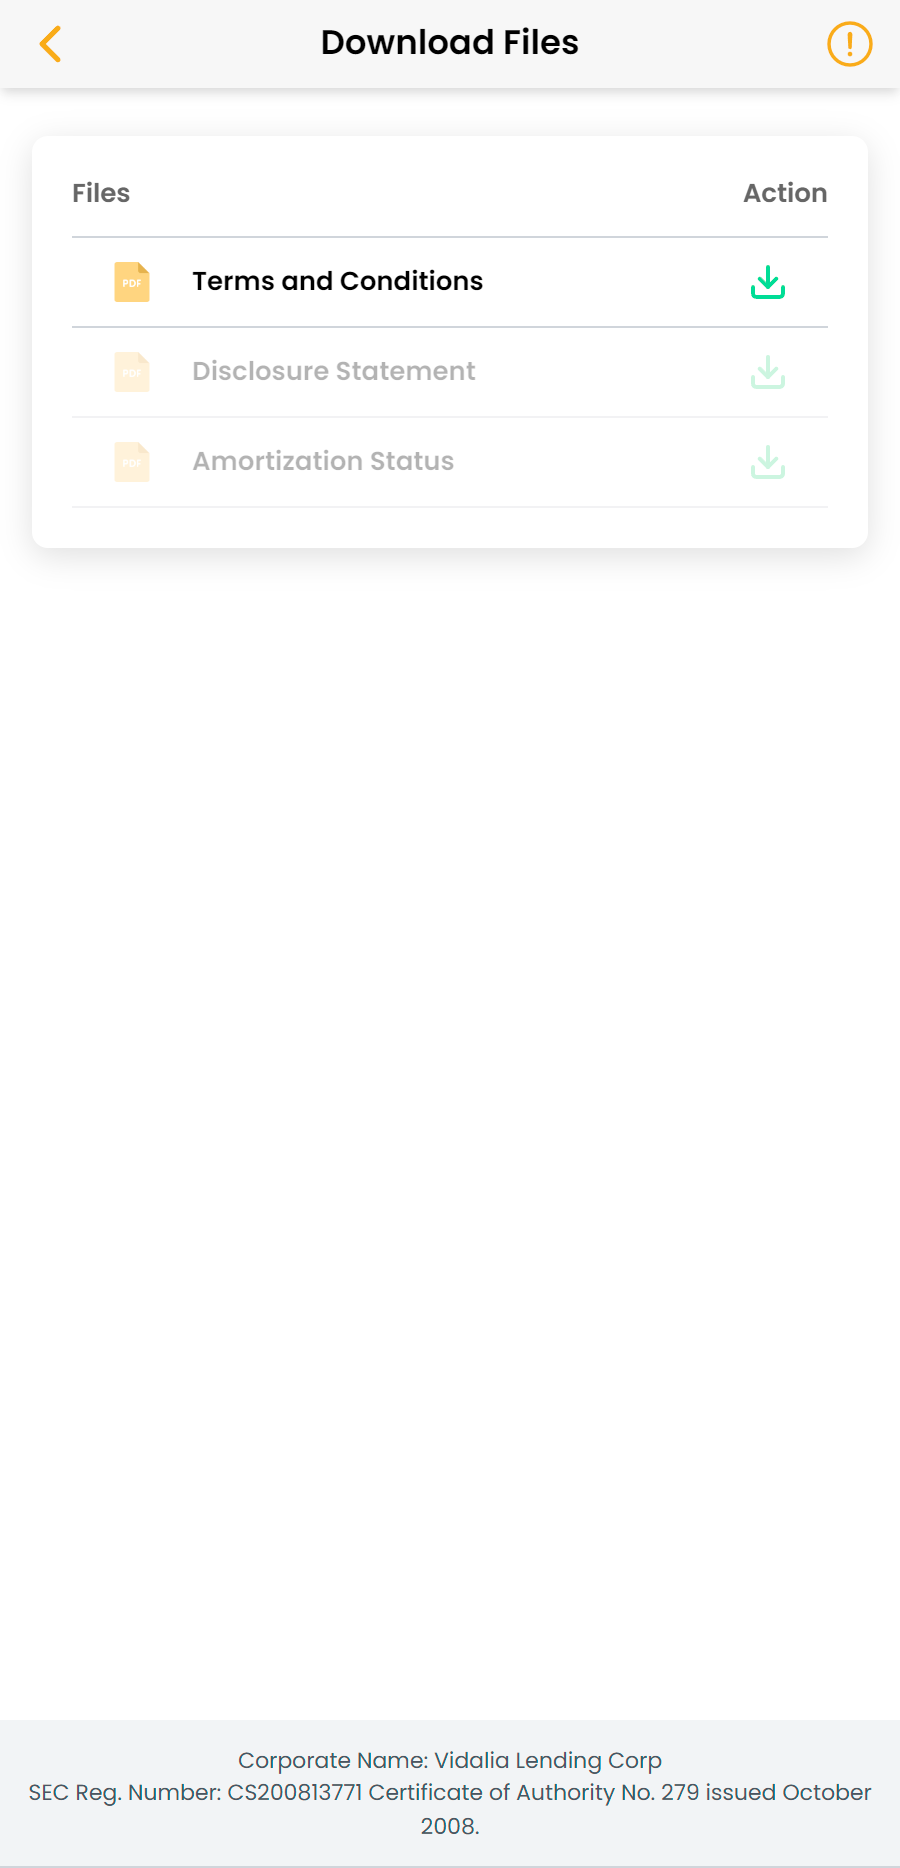 Download Files
Files Action
PDF Terms and Conditions
PDF Disclosure Statement
PDF Amortization Status
Corporate Name: Vidalia Lending Corp
SEC Reg. Number: CS200813771 Certificate of Authority No. 279 issued October
2008.